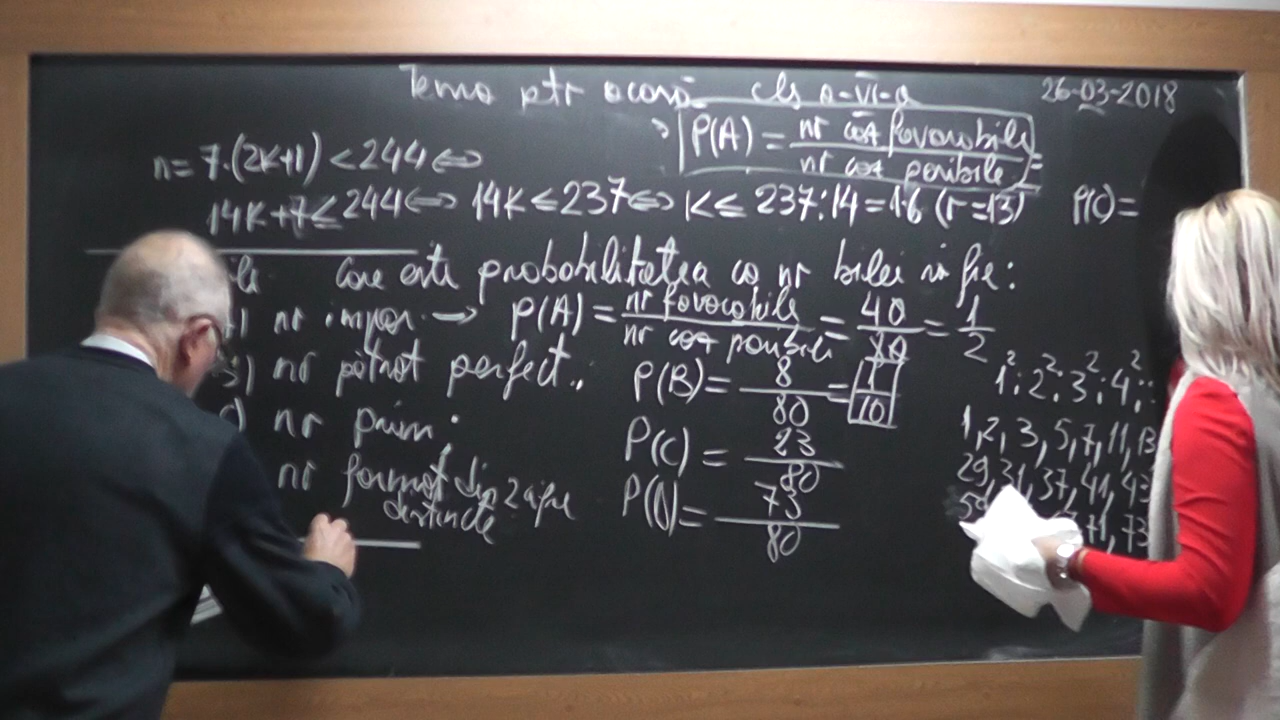 Tema ptr acasă cls a-VI-a 26-03-2018
P(A) = nr caz favorabile / nr caz posibile
n = 7·(2K+1) < 244 ⇔
14K+7 ≤ 244 ⇔ 14K ≤ 237 ⇔ K ≤ 237:14 = 16 (r=13) P(C) =
Care este probabilitatea ca nr bilei să fie:
nr impar → P(A) = nr favorabile / nr caz posibile = 40/80 = 1/2
nr pătrat perfect; P(B) = 8/80 = 1/10
1²; 2²; 3²; 4²;
nr prim; P(C) = 23/80
1, 2, 3, 5, 7, 11, 13
29, 31, 37, 41, 43
nr format din 2 cifre distincte P(D) = 73/80
71, 73